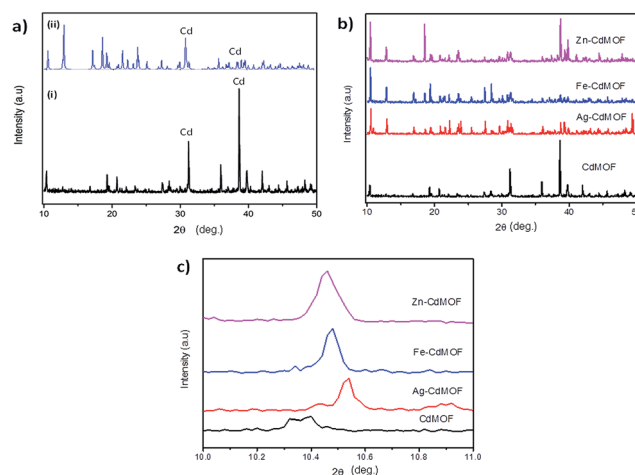 a)
(ii)
Cd
Cd
Cd
(i)
Cd
Intensity (a.u)
10 20 30 40 50
2θ (deg.)
b)
Zn-CdMOF
Fe-CdMOF
Ag-CdMOF
CdMOF
Intensity (a.u)
10 20 30 40 50
2θ (deg.)
c)
Zn-CdMOF
Fe-CdMOF
Ag-CdMOF
CdMOF
Intensity (a.u)
10.0 10.2 10.4 10.6 10.8 11.0
2θ (deg.)